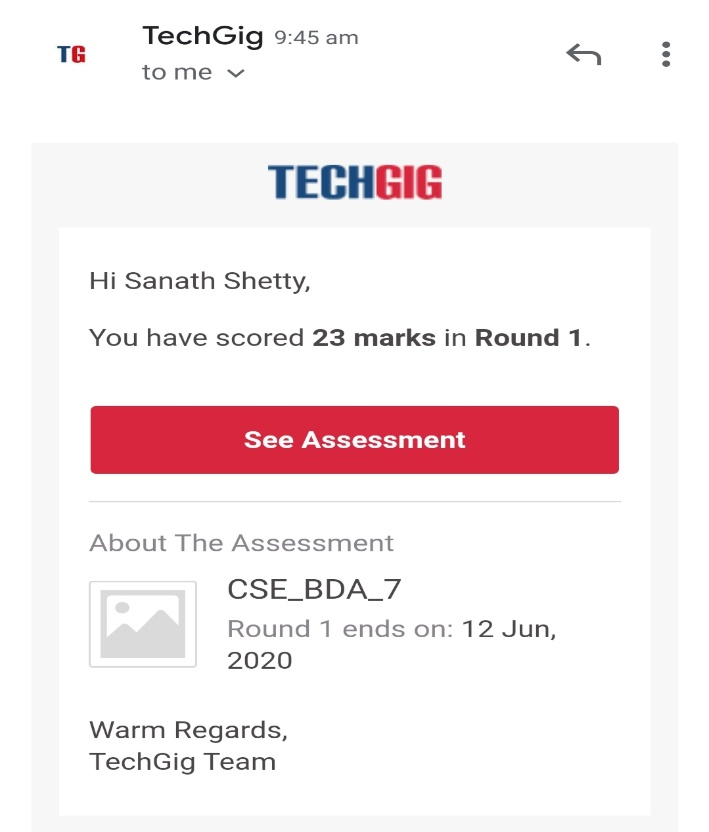 TG
TechGig 9:45 am
to me
TECHGIG
Hi Sanath Shetty,
You have scored 23 marks in Round 1.
See Assessment
About The Assessment
CSE_BDA_7
Round 1 ends on: 12 Jun,
2020
Warm Regards,
TechGig Team